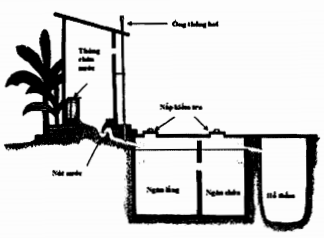 Ống thông hơi
Thùng
chứa
nước
Nắp kiểm tra
Nút nước
Ngăn lắng
Ngăn chứa
Hố thấm